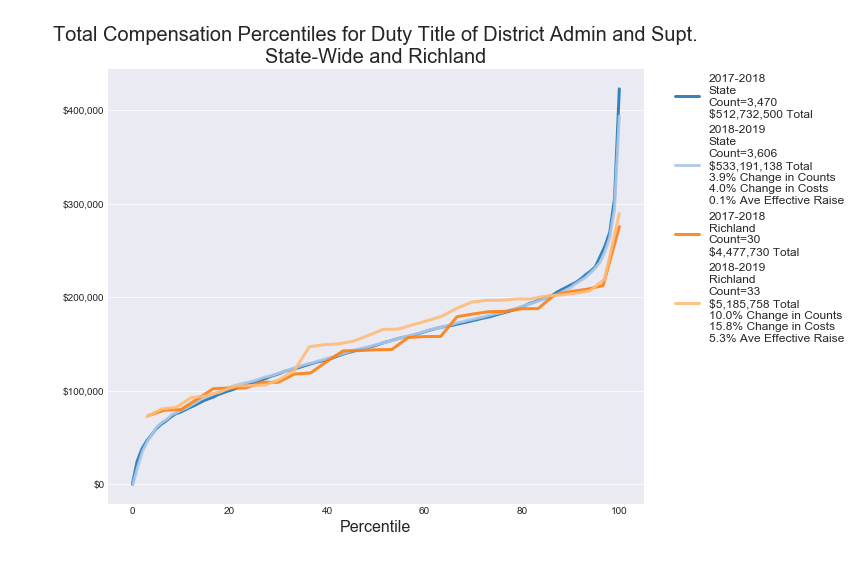 Total Compensation Percentiles for Duty Title of District Admin and Supt.
State-Wide and Richland
$400,000
$300,000
$200,000
$100,000
$0
0
20
40
60
80
100
Percentile
2017-2018
State
Count=3,470
$512,732,500 Total
2018-2019
State
Count=3,606
$533,191,138 Total
3.9% Change in Counts
4.0% Change in Costs
0.1% Ave Effective Raise
2017-2018
Richland
Count=30
$4,477,730 Total
2018-2019
Richland
Count=33
$5,185,758 Total
10.0% Change in Counts
15.8% Change in Costs
5.3% Ave Effective Raise